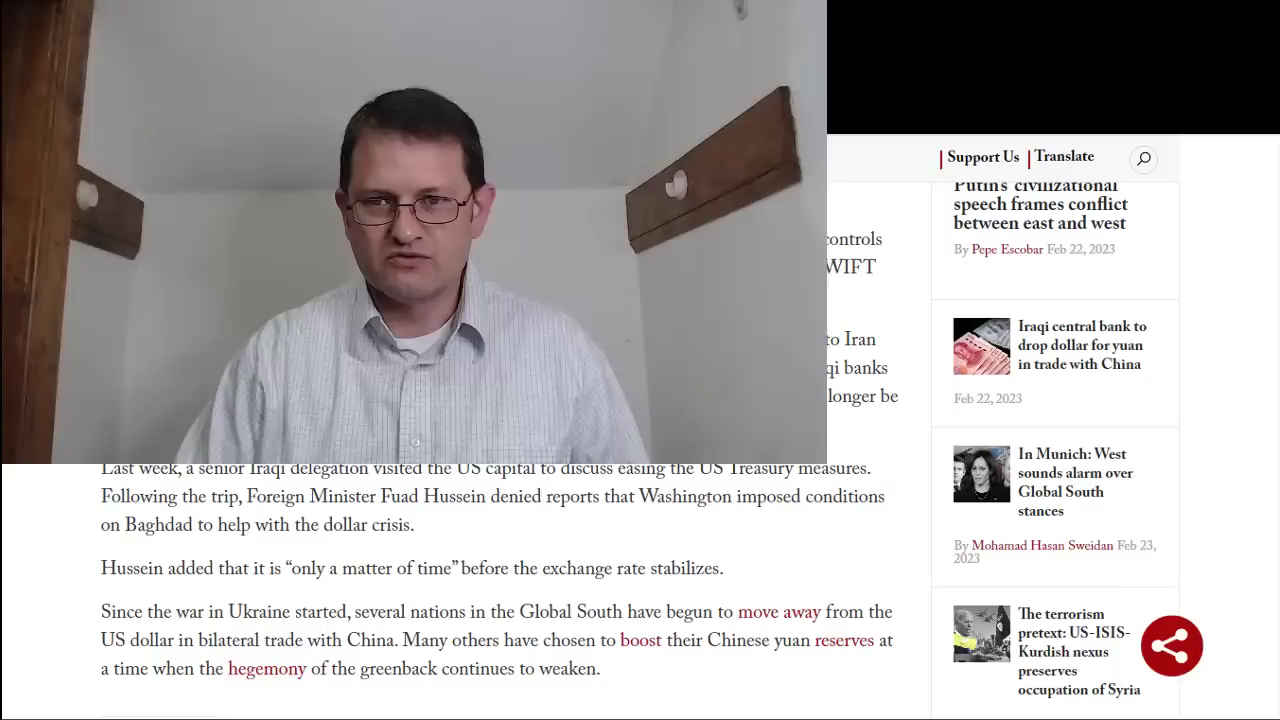 Support Us
Translate
Putin's civilizational
speech frames conflict
between east and west
By Pepe Escobar Feb 22, 2023
controls
to Iran
qi banks
longer be
Iraqi central bank to
drop dollar for yuan
in trade with China
Feb 22, 2023
In Munich: West
sounds alarm over
Global South
stances
By Mohamad Hasan Sweidan Feb 23,
2023
The terrorism
pretext: US-ISIS-
Kurdish nexus
preserves
occupation of Syria
Last week, a senior Iraqi delegation visited the US capital to discuss easing the US Treasury measures.
Following the trip, Foreign Minister Fuad Hussein denied reports that Washington imposed conditions
on Baghdad to help with the dollar crisis.
Hussein added that it is “only a matter of time” before the exchange rate stabilizes.
Since the war in Ukraine started, several nations in the Global South have begun to move away from the
US dollar in bilateral trade with China. Many others have chosen to boost their Chinese yuan reserves at
a time when the hegemony of the greenback continues to weaken.